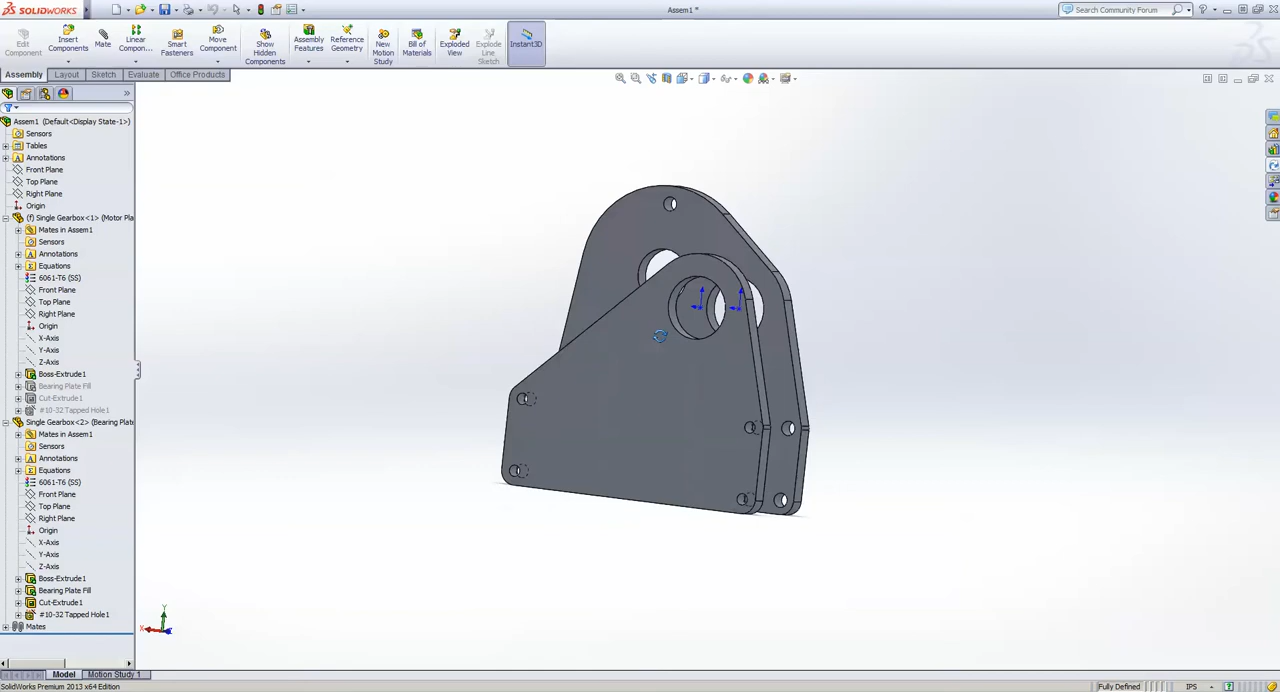 SOLIDWORKS
Assem1 *
Search Community Forum
Edit Component
Insert Components
Mate
Linear Compon...
Smart Fasteners
Move Component
Show Hidden Components
Assembly Features
Reference Geometry
New Motion Study
Bill of Materials
Exploded View
Explode Line Sketch
Instant3D
Assembly
Layout
Sketch
Evaluate
Office Products
Assem1 (Default<Display State-1>)
Sensors
Tables
Annotations
Front Plane
Top Plane
Right Plane
Origin
(f) Single Gearbox<1> (Motor Pla
Mates in Assem1
Sensors
Annotations
Equations
6061-T6 (SS)
Front Plane
Top Plane
Right Plane
Origin
X-Axis
Y-Axis
Z-Axis
Boss-Extrude1
Bearing Plate Fill
Cut-Extrude1
#10-32 Tapped Hole1
Single Gearbox<2> (Bearing Plate
Mates in Assem1
Sensors
Annotations
Equations
6061-T6 (SS)
Front Plane
Top Plane
Right Plane
Origin
X-Axis
Y-Axis
Z-Axis
Boss-Extrude1
Bearing Plate Fill
Cut-Extrude1
#10-32 Tapped Hole1
Mates
Y
X
Model
Motion Study 1
SolidWorks Premium 2013 x64 Edition
Fully Defined
IPS